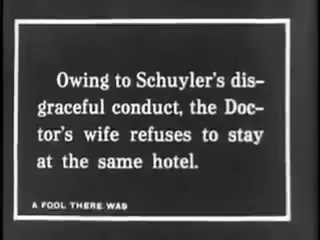 Owing to Schuyler's dis-
graceful conduct, the Doc-
tor's wife refuses to stay
at the same hotel.
A FOOL THERE WAS